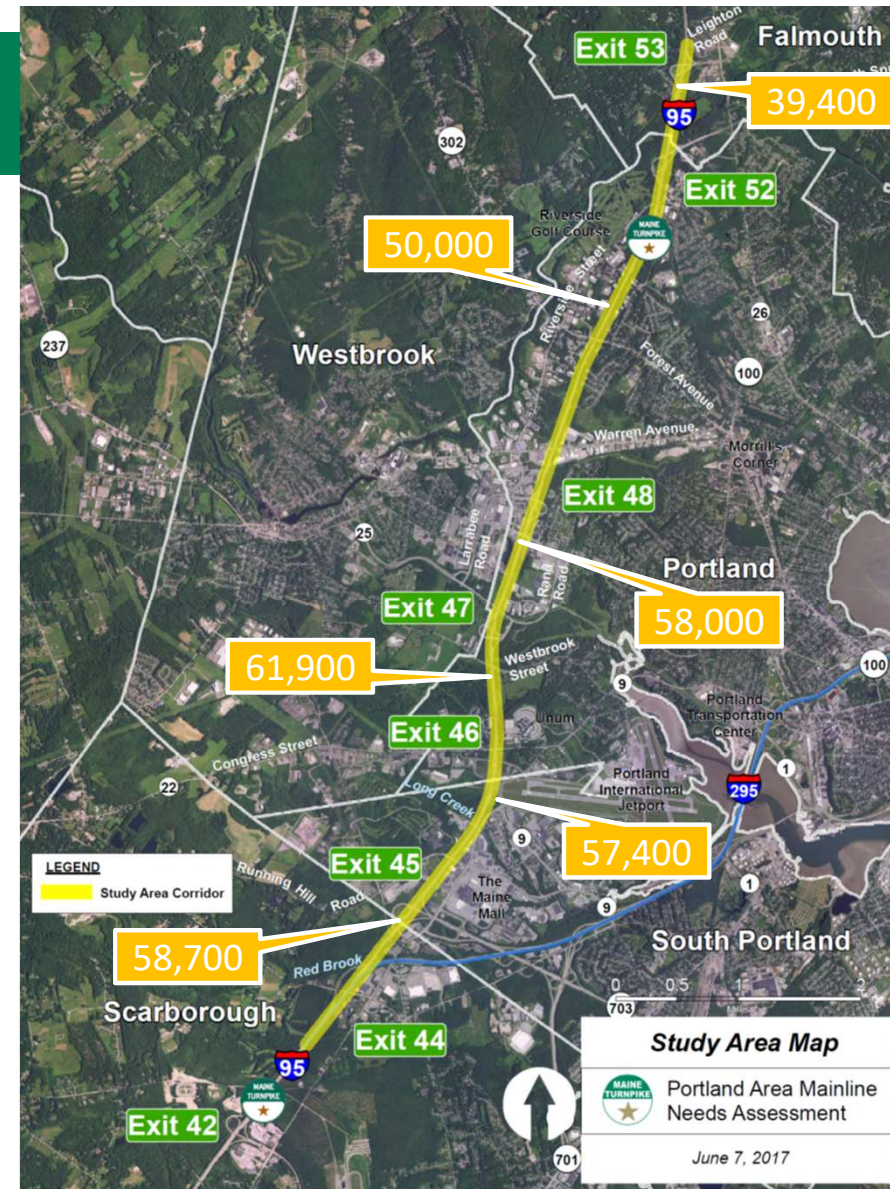 Leighton
Road
Falmouth
Exit 53
39,400
95
302
Exit 52
Riverside
Golf Course
MAINE
TURNPIKE
50,000
Riverside Street
26
237
Westbrook
Forest Avenue
100
Warren Avenue
Morrill's
Corner
Exit 48
25
Larrabee
Road
Rand
Road
Portland
Exit 47
58,000
61,900
Westbrook
Street
100
9
Portland
Transportation
Center
Unum
Exit 46
Congress Street
22
Long Creek
Portland
International
Jetport
1
295
9
57,400
LEGEND
Study Area Corridor
Exit 45
Running Hill
Road
The
Maine
Mall
1
9
58,700
Red Brook
South Portland
Scarborough
0 0.5 1 2
Miles
703
Exit 44
95
MAINE
TURNPIKE
Exit 42
701
Study Area Map
MAINE
TURNPIKE
Portland Area Mainline
Needs Assessment
June 7, 2017